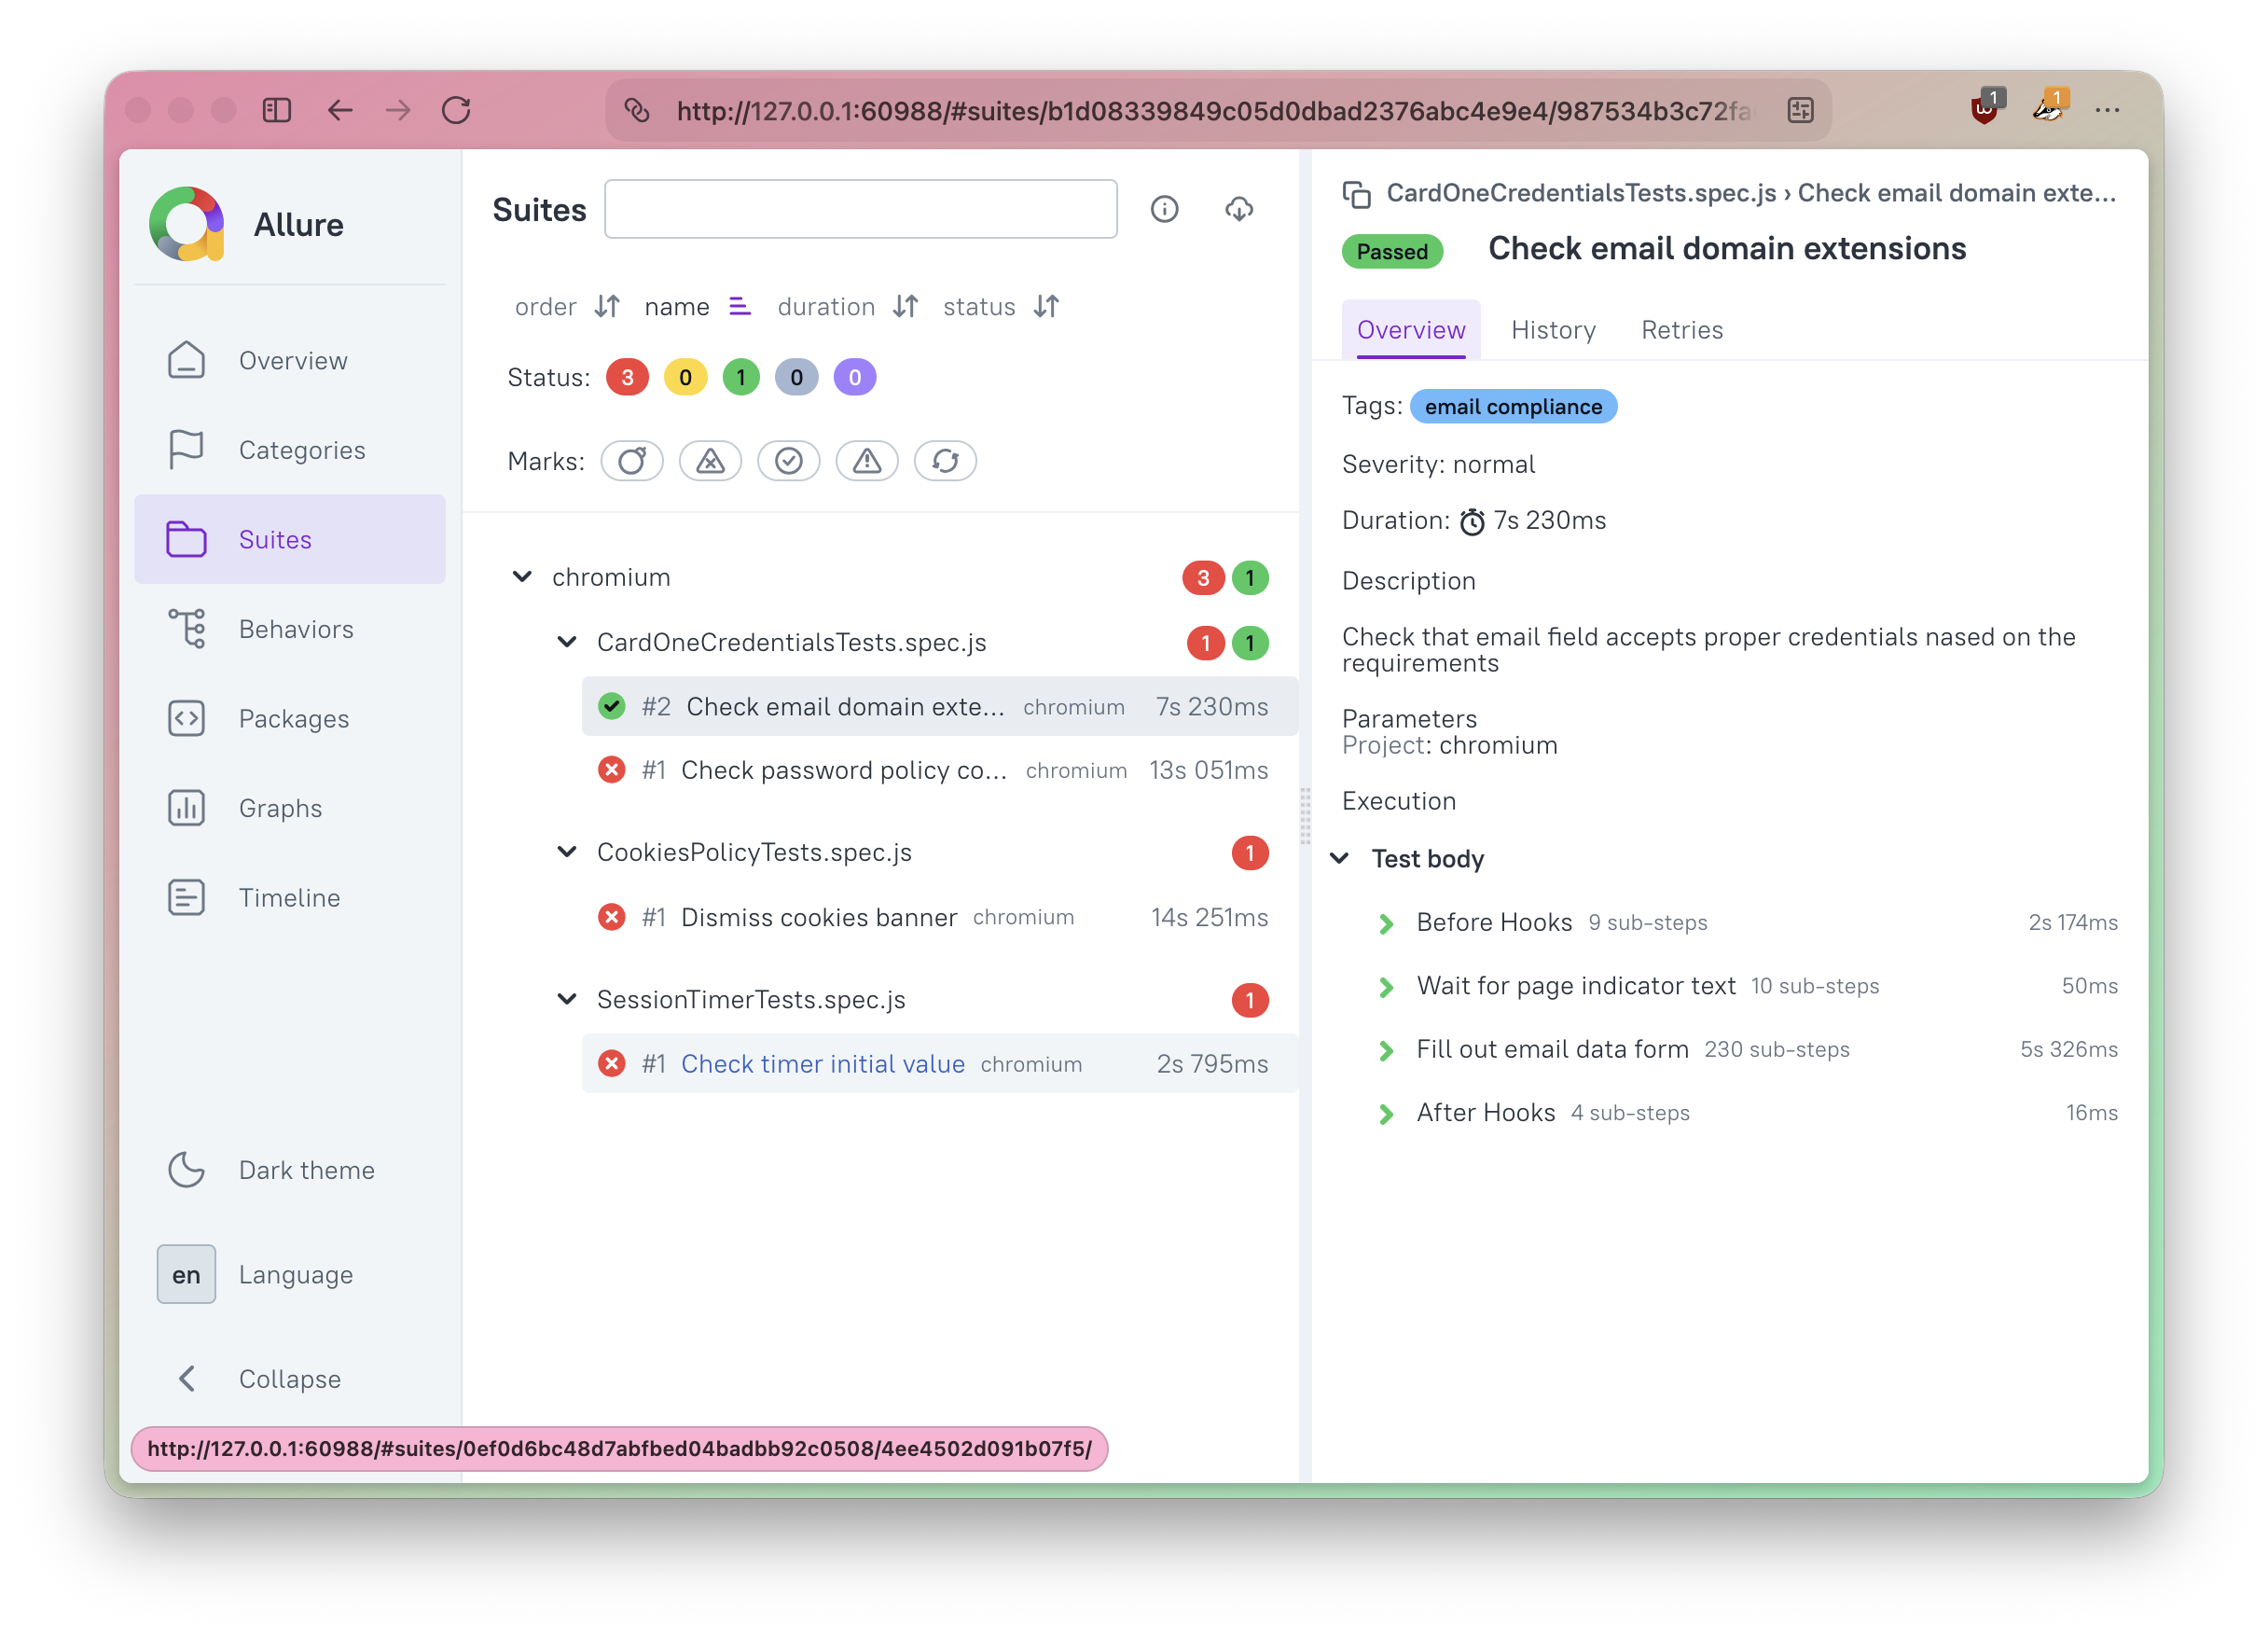 http://127.0.0.1:60988/#suites/b1d08339849c05d0dbad2376abc4e9e4/987534b3c72fa
1
1
Allure
Overview
Categories
Suites
Behaviors
Packages
Graphs
Timeline
Dark theme
en Language
Collapse
Suites
order name duration status
Status: 3 0 1 0 0
Marks:
chromium 3 1
CardOneCredentialsTests.spec.js 1 1
#2 Check email domain exte... chromium 7s 230ms
#1 Check password policy co... chromium 13s 051ms
CookiesPolicyTests.spec.js 1
#1 Dismiss cookies banner chromium 14s 251ms
SessionTimerTests.spec.js 1
#1 Check timer initial value chromium 2s 795ms
CardOneCredentialsTests.spec.js › Check email domain exte...
Passed Check email domain extensions
Overview History Retries
Tags: email compliance
Severity: normal
Duration: 7s 230ms
Description
Check that email field accepts proper credentials nased on the
requirements
Parameters
Project: chromium
Execution
Test body
Before Hooks 9 sub-steps 2s 174ms
Wait for page indicator text 10 sub-steps 50ms
Fill out email data form 230 sub-steps 5s 326ms
After Hooks 4 sub-steps 16ms
http://127.0.0.1:60988/#suites/0ef0d6bc48d7abfbed04badbb92c0508/4ee4502d091b07f5/